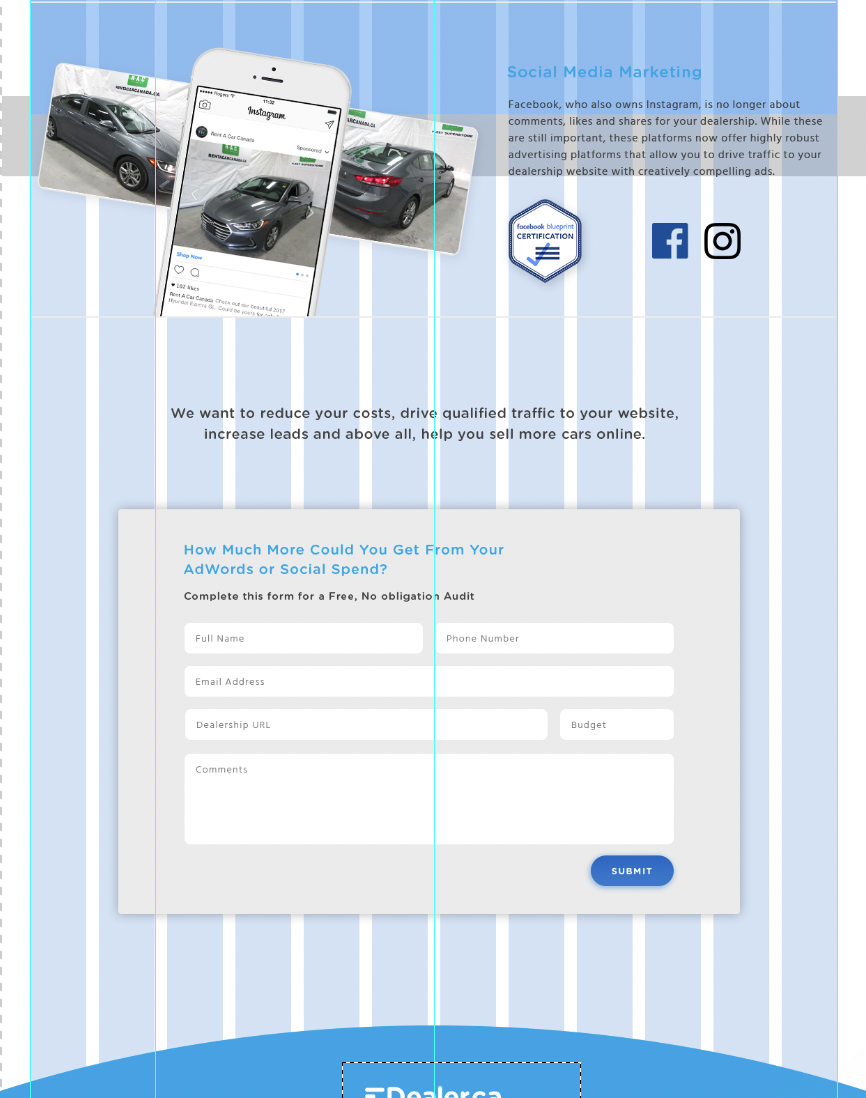 Social Media Marketing
Facebook, who also owns Instagram, is no longer about
comments, likes and shares for your dealership. While these
are still important, these platforms now offer highly robust
advertising platforms that allow you to drive traffic to your
dealership website with creatively compelling ads.
Rogers
11:32
Instagram
Rent A Car Canada
Sponsored
RENTACARCANADA.CA
Shop Now
102 likes
Rent A Car Canada Check out our beautiful 2017
Hyundai Elantra GL. Could be yours for
facebook blueprint
CERTIFICATION
We want to reduce your costs, drive qualified traffic to your website,
increase leads and above all, help you sell more cars online.
How Much More Could You Get From Your
AdWords or Social Spend?
Complete this form for a Free, No obligation Audit
Full Name
Phone Number
Email Address
Dealership URL
Budget
Comments
SUBMIT
Dealer.ca